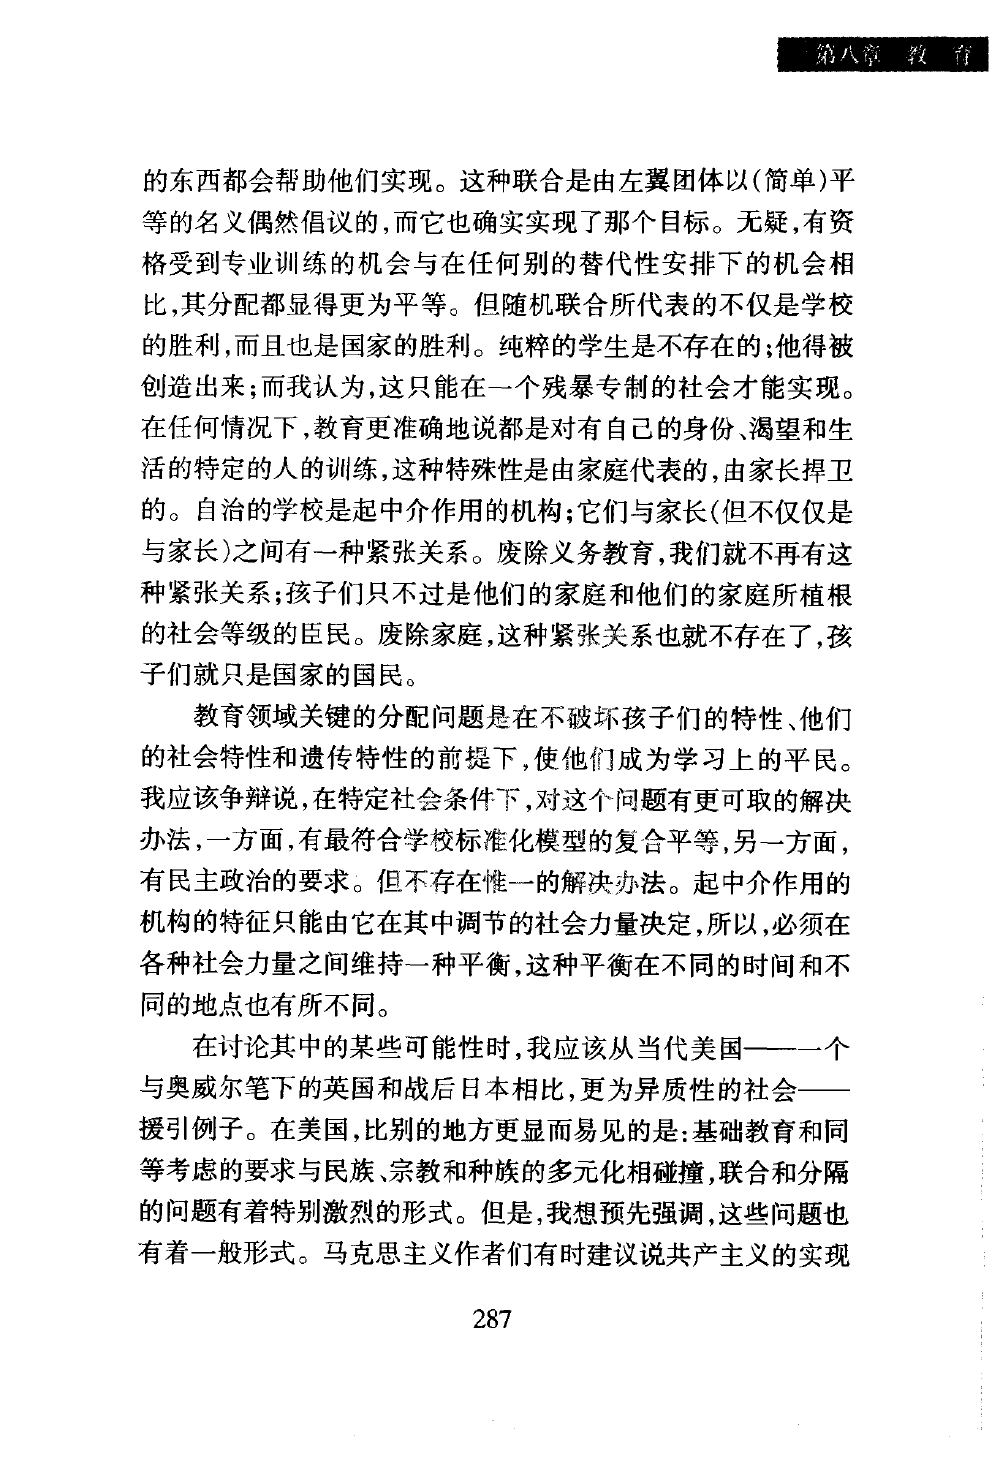 第八章 教 育
的东西都会帮助他们实现。这种联合是由左翼团体以(简单)平
等的名义偶然倡议的,而它也确实实现了那个目标。无疑,有资
格受到专业训练的机会与在任何别的替代性安排下的机会相
比,其分配都显得更为平等。但随机联合所代表的不仅是学校
的胜利,而且也是国家的胜利。纯粹的学生是不存在的;他得被
创造出来;而我认为,这只能在一个残暴专制的社会才能实现。
在任何情况下,教育更准确地说都是对有自己的身份、渴望和生
活的特定的人的训练,这种特殊性是由家庭代表的,由家长捍卫
的。自治的学校是起中介作用的机构;它们与家长(但不仅仅是
与家长)之间有一种紧张关系。废除义务教育,我们就不再有这
种紧张关系;孩子们只不过是他们的家庭和他们的家庭所植根
的社会等级的臣民。废除家庭,这种紧张关系也就不存在了,孩
子们就只是国家的国民。
教育领域关键的分配问题是在不破坏孩子们的特性、他们
的社会特性和遗传特性的前提下,使他们成为学习上的平民。
我应该争辩说,在特定社会条件下,对这个问题有更可取的解决
办法,一方面,有最符合学校标准化模型的复合平等,另一方面,
有民主政治的要求。但不存在惟一的解决办法。起中介作用的
机构的特征只能由它在其中调节的社会力量决定,所以,必须在
各种社会力量之间维持一种平衡,这种平衡在不同的时间和不
同的地点也有所不同。
在讨论其中的某些可能性时,我应该从当代美国——一个
与奥威尔笔下的英国和战后日本相比,更为异质性的社会——
援引例子。在美国,比别的地方更显而易见的是:基础教育和同
等考虑的要求与民族、宗教和种族的多元化相碰撞,联合和分隔
的问题有着特别激烈的形式。但是,我想预先强调,这些问题也
有着一般形式。马克思主义作者们有时建议说共产主义的实现
287